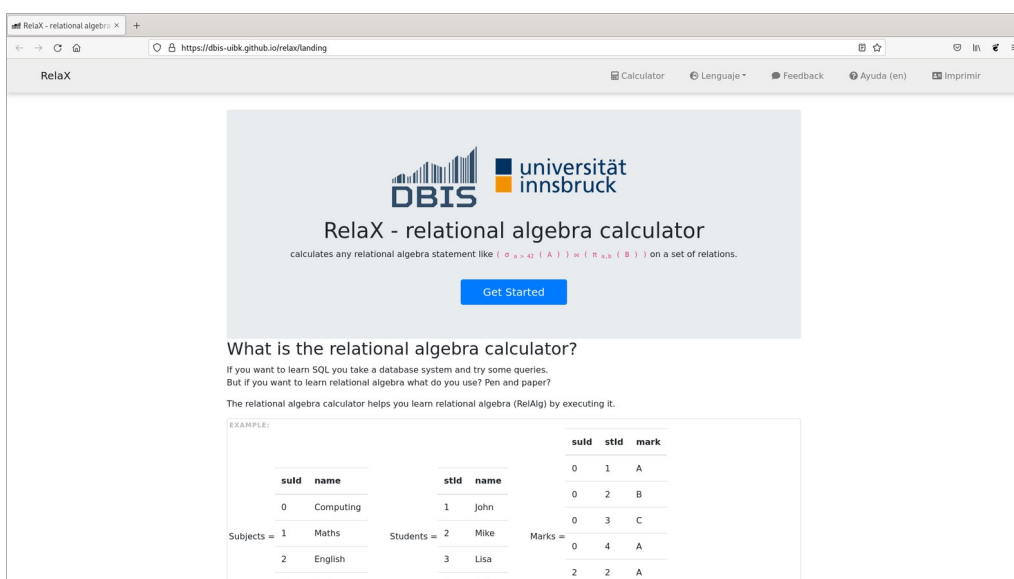 RelaX - relational algebra
https://dbis-uibk.github.io/relax/landing
RelaX
Calculator
Lenguaje
Feedback
Ayuda (en)
Imprimir
DBIS
universität
innsbruck
RelaX - relational algebra calculator
calculates any relational algebra statement like ( σ a > 42 ( A ) ) ⋈ ( π a,b ( B ) ) on a set of relations.
Get Started
What is the relational algebra calculator?
If you want to learn SQL you take a database system and try some queries.
But if you want to learn relational algebra what do you use? Pen and paper?
The relational algebra calculator helps you learn relational algebra (RelAlg) by executing it.
EXAMPLE:
Subjects =
suId name
0 Computing
1 Maths
2 English
Students =
stId name
1 John
2 Mike
3 Lisa
Marks =
suId stId mark
0 1 A
0 2 B
0 3 C
0 4 A
2 2 A